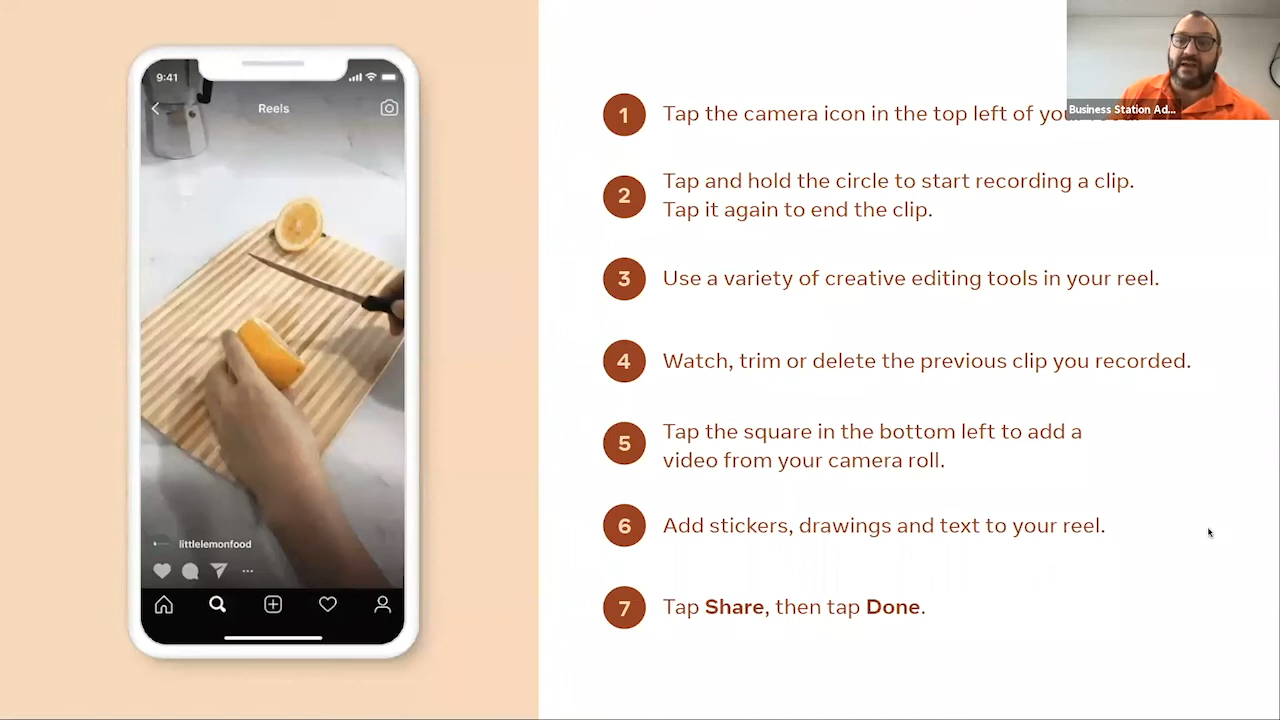 9:41
Reels
littlelemonfood
1 Tap the camera icon in the top left of
Business Station Ad...
2 Tap and hold the circle to start recording a clip.
Tap it again to end the clip.
3 Use a variety of creative editing tools in your reel.
4 Watch, trim or delete the previous clip you recorded.
5 Tap the square in the bottom left to add a
video from your camera roll.
6 Add stickers, drawings and text to your reel.
7 Tap Share, then tap Done.